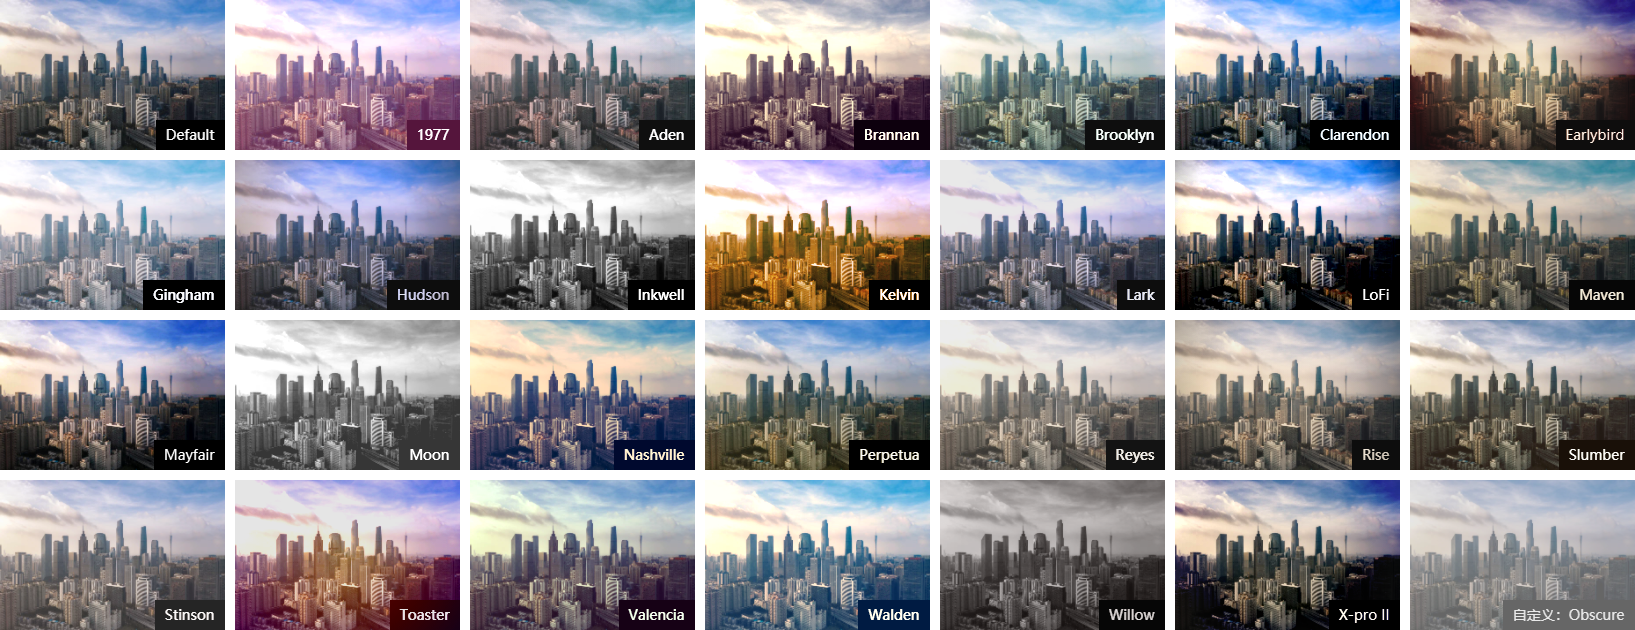 Default
1977
Aden
Brannan
Brooklyn
Clarendon
Earlybird
Gingham
Hudson
Inkwell
Kelvin
Lark
LoFi
Maven
Mayfair
Moon
Nashville
Perpetua
Reyes
Rise
Slumber
Stinson
Toaster
Valencia
Walden
Willow
X-pro II
自定义：Obscure